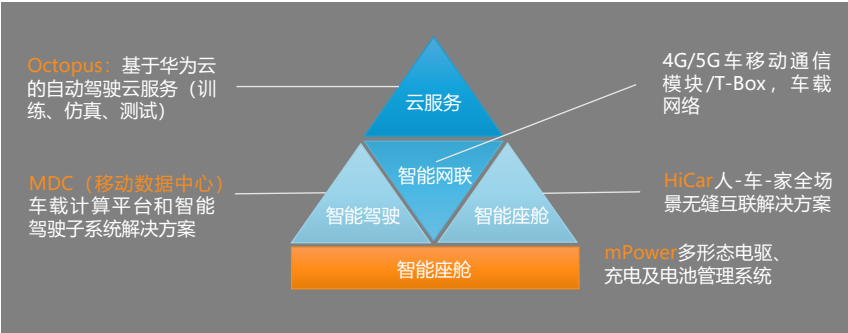 Octopus：基于华为云
的自动驾驶云服务（训
练、仿真、测试）
4G/5G车移动通信
模块/T-Box，车载
网络
云服务
智能网联
MDC（移动数据中心）
车载计算平台和智能
驾驶子系统解决方案
智能驾驶
智能座舱
HiCar人-车-家全场
景无缝互联解决方案
智能座舱
mPower多形态电驱、
充电及电池管理系统